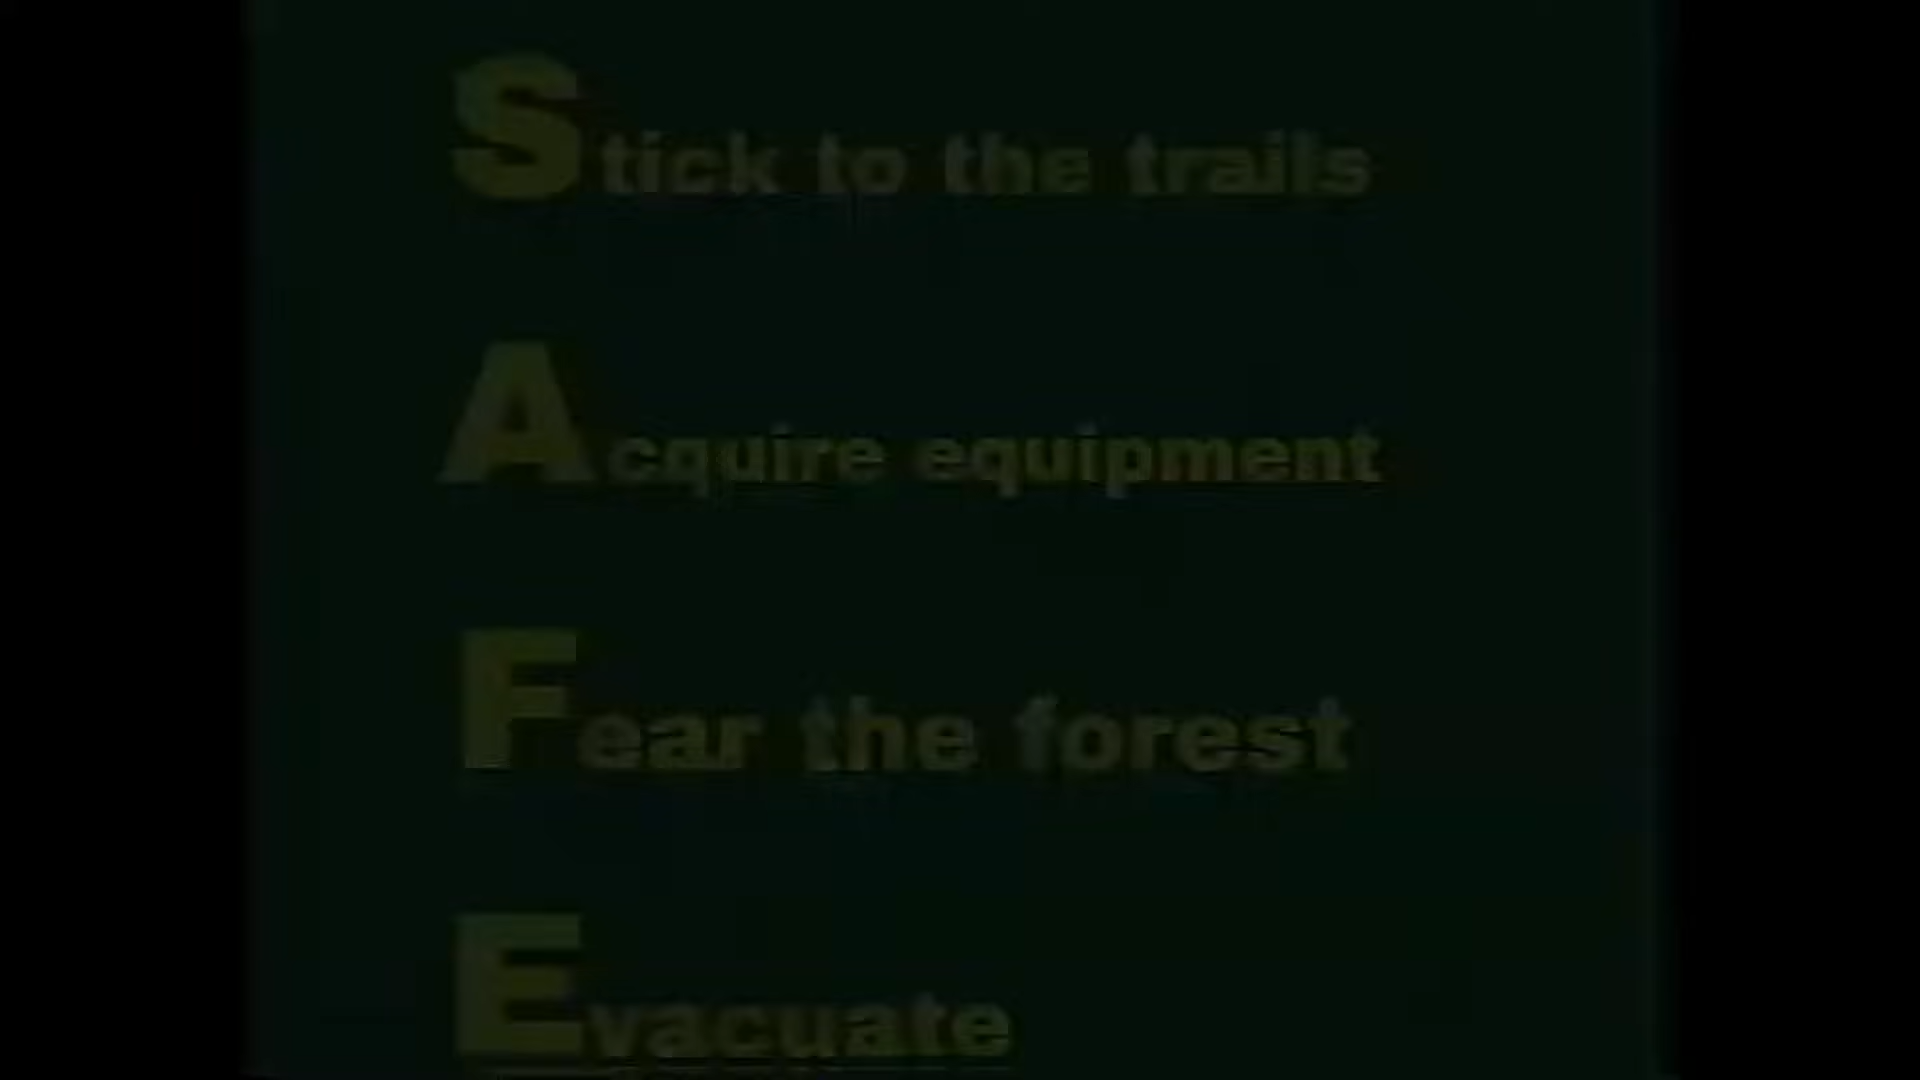 Stick to the trails
Acquire equipment
Fear the forest
Evacuate